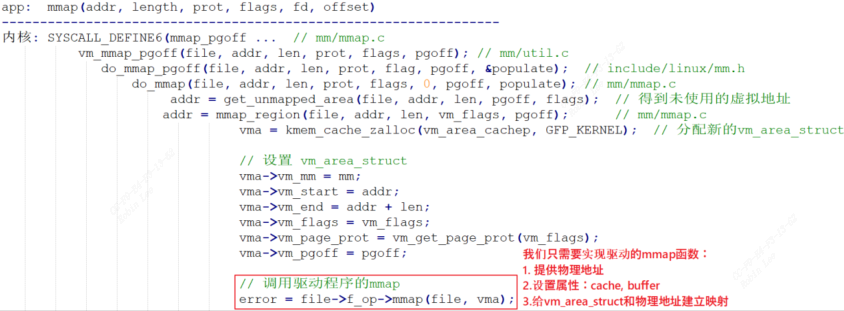 app:  mmap(addr, length, prot, flags, fd, offset)
----------------------------------------------------------------
内核: SYSCALL_DEFINE6(mmap_pgoff ...  // mm/mmap.c
vm_mmap_pgoff(file, addr, len, prot, flags, pgoff); // mm/util.c
do_mmap_pgoff(file, addr, len, prot, flag, pgoff, &populate);  // include/linux/mm.h
do_mmap(file, addr, len, prot, flags, 0, pgoff, populate); // mm/mmap.c
addr = get_unmapped_area(file, addr, len, pgoff, flags);  // 得到未使用的虚拟地址
addr = mmap_region(file, addr, len, vm_flags, pgoff);      // mm/mmap.c
vma = kmem_cache_zalloc(vm_area_cachep, GFP_KERNEL);  // 分配新的vm_area_struct
// 设置 vm_area_struct
vma->vm_mm = mm;
vma->vm_start = addr;
vma->vm_end = addr + len;
vma->vm_flags = vm_flags;
vma->vm_page_prot = vm_get_page_prot(vm_flags);
vma->vm_pgoff = pgoff;
// 调用驱动程序的mmap
error = file->f_op->mmap(file, vma);
我们只需要实现驱动的mmap函数：
1. 提供物理地址
2.设置属性：cache, buffer
3.给vm_area_struct和物理地址建立映射